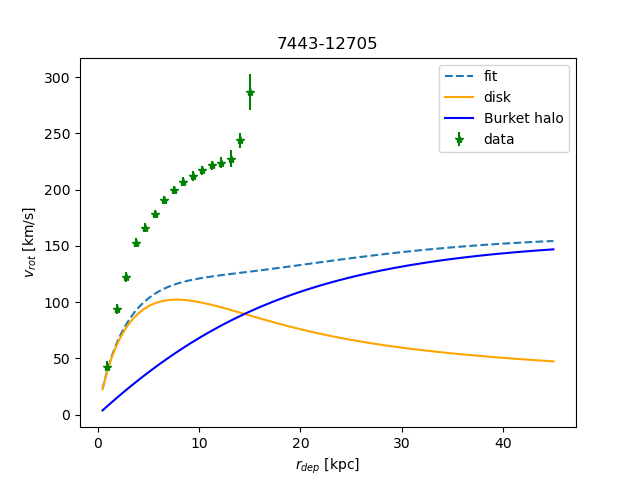 7443-12705
fit
disk
Burket halo
data
300
250
200
150
100
50
0
v_rot [km/s]
0 10 20 30 40
r_dep [kpc]